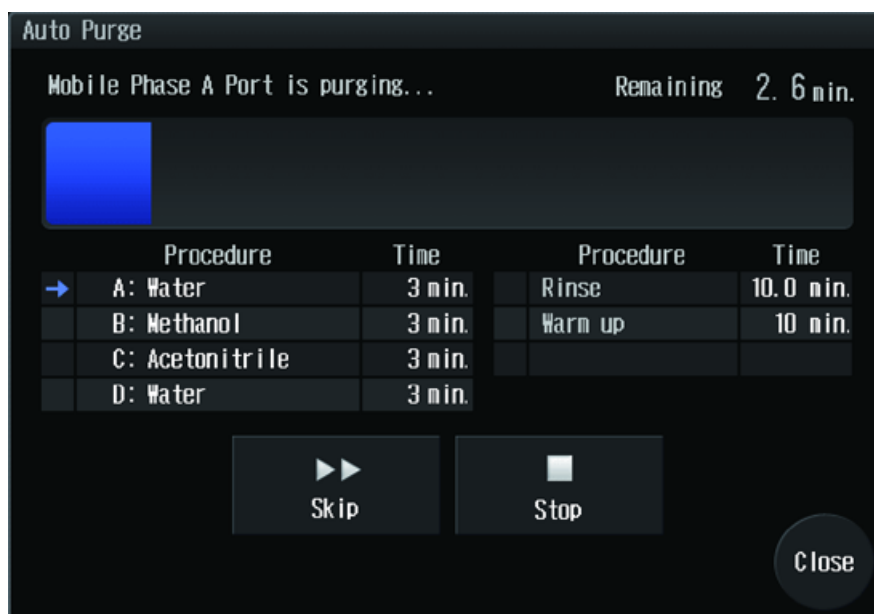 Auto Purge
Mobile Phase A Port is purging... Remaining 2.6 min.
Procedure Time Procedure Time
A: Water 3 min. Rinse 10.0 min.
B: Methanol 3 min. Warm up 10 min.
C: Acetonitrile 3 min.
D: Water 3 min.
Skip Stop
Close